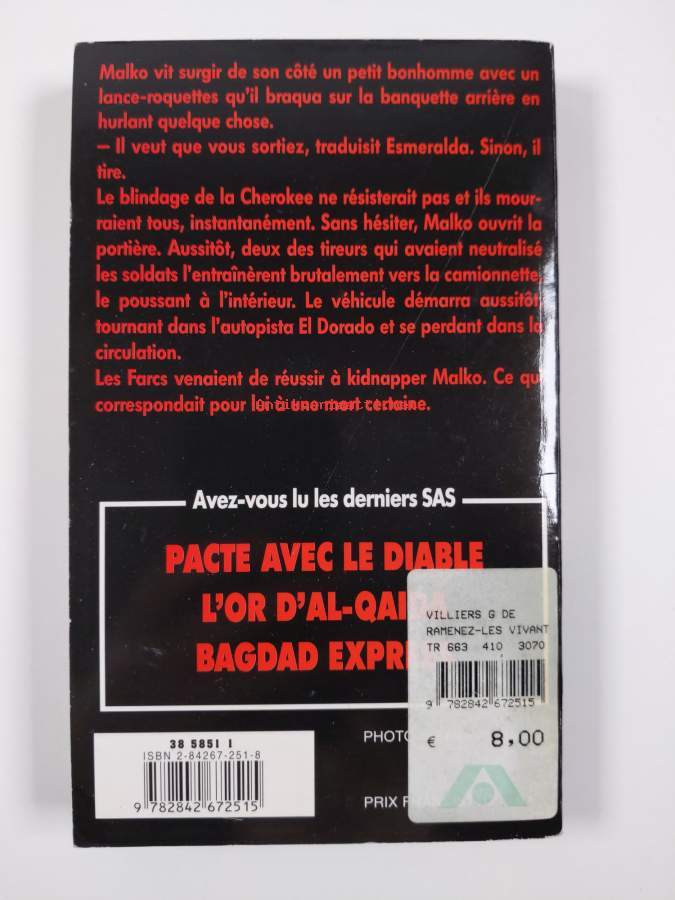 Malko vit surgir de son côté un petit bonhomme avec un
lance-roquettes qu'il braqua sur la banquette arrière en
hurlant quelque chose.
– Il veut que vous sortiez, traduisit Esmeralda. Sinon, il
tire.
Le blindage de la Cherokee ne résisterait pas et ils mour-
raient tous, instantanément. Sans hésiter, Malko ouvrit la
portière. Aussitôt, deux des tireurs qui avaient neutralisé
les soldats l'entraînèrent brutalement vers la camionnette,
le poussant à l'intérieur. Le véhicule démarra aussitôt,
tournant dans l'autopista El Dorado et se perdant dans la
circulation.
Les Farcs venaient de réussir à kidnapper Malko. Ce qui
correspondait pour lui à une mort certaine.
Avez-vous lu les derniers SAS
PACTE AVEC LE DIABLE
L'OR D'AL-QAI
BAGDAD EXPR
VILLIERS G DE
RAMENEZ-LES VIVANT
TR 663 410 3070
9 782842 672515
€ 8,00
38 5851 1
ISBN 2-84267-251-8
9 782842 672515
PHOTO
PRIX